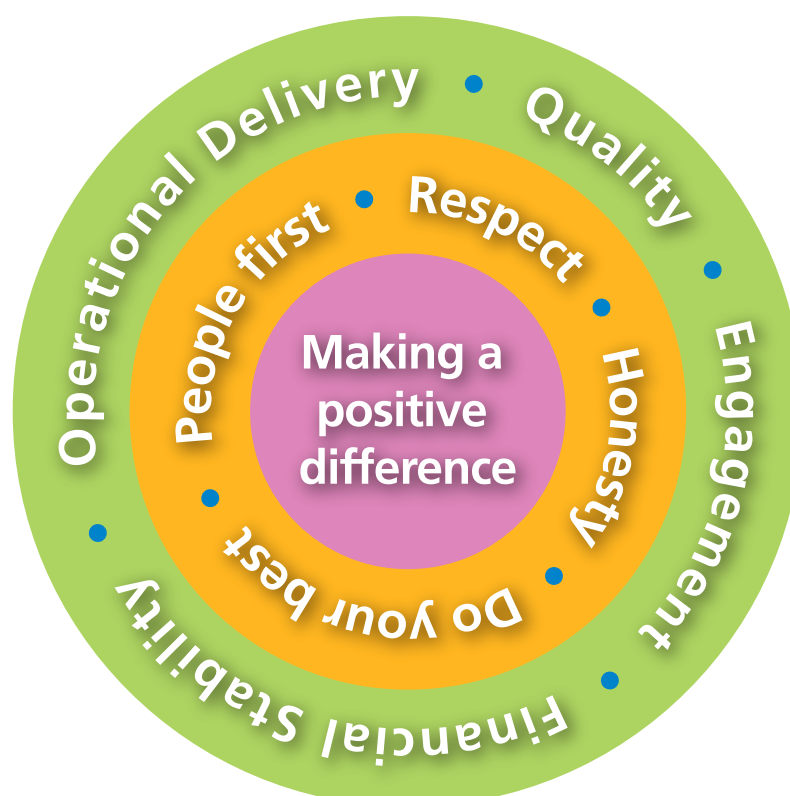 Operational Delivery • Quality • Engagement • Financial Stability •
People first • Respect • Honesty • Do your best •
Making a
positive
difference